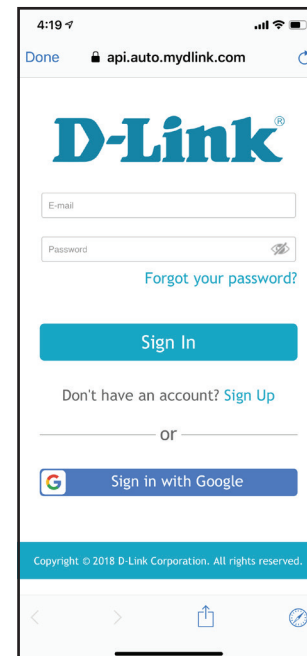 4:19
Done api.auto.mydlink.com
D-Link®
E-mail
Password
Forgot your password?
Sign In
Don't have an account? Sign Up
or
G Sign in with Google
Copyright © 2018 D-Link Corporation. All rights reserved.